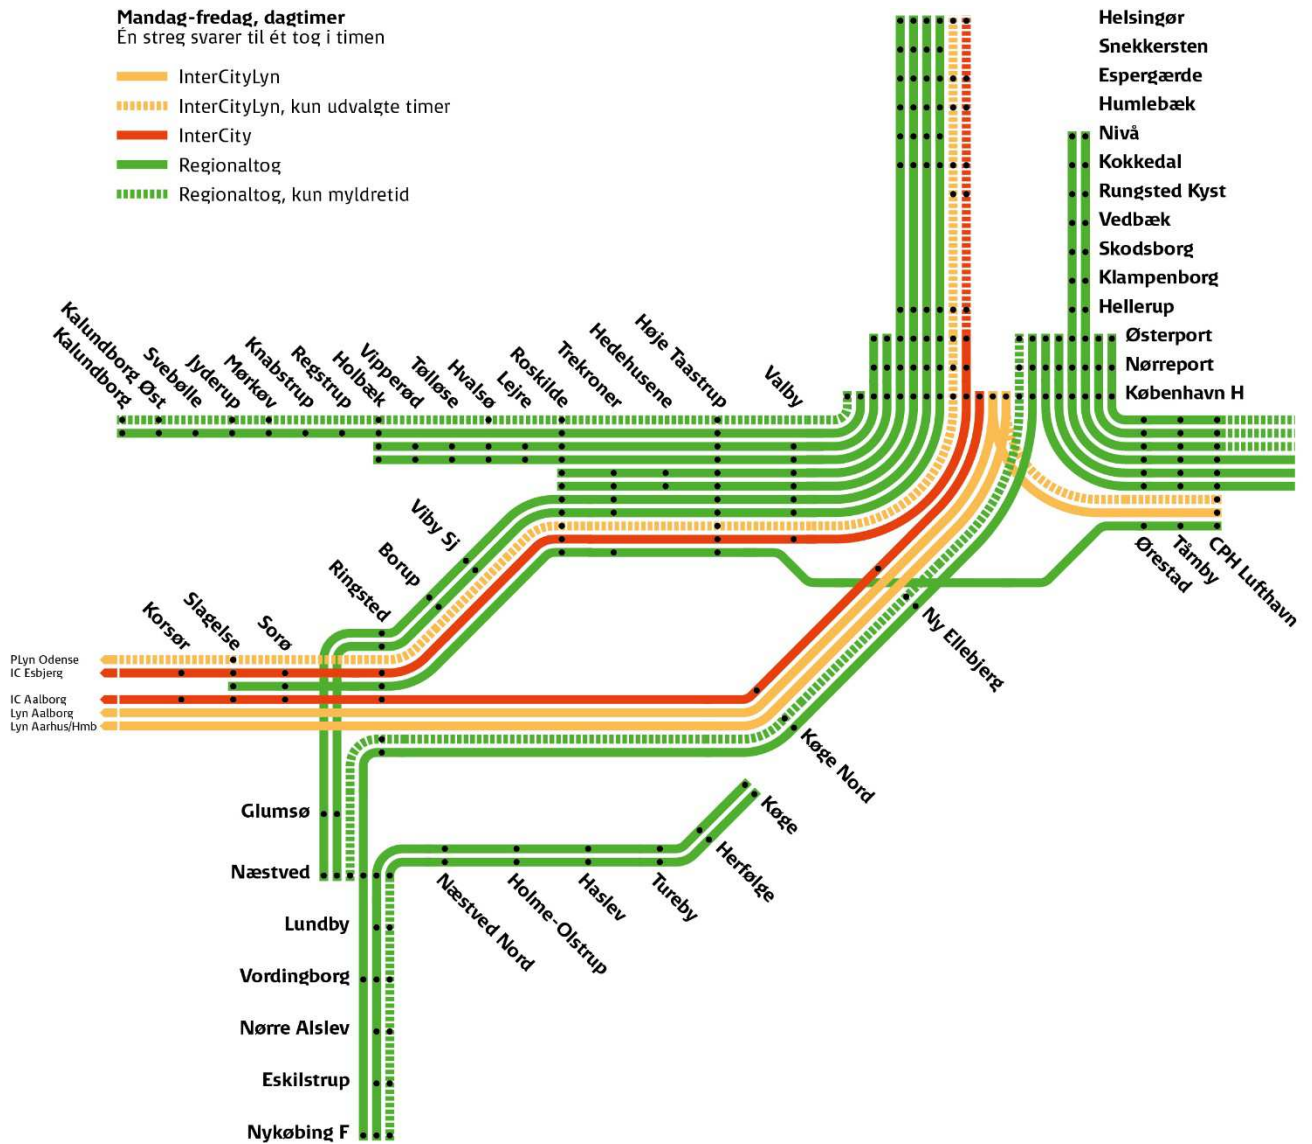 Mandag-fredag, dagtimer
Én streg svarer til ét tog i timen
InterCityLyn
InterCityLyn, kun udvalgte timer
InterCity
Regionaltog
Regionaltog, kun myldretid
Helsingør
Snekkersten
Espergærde
Humlebæk
Nivå
Kokkedal
Rungsted Kyst
Vedbæk
Skodsborg
Klampenborg
Hellerup
Østerport
Nørreport
København H
Kalundborg
Kalundborg Øst
Svebølle
Jyderup
Mørkøv
Knabstrup
Regstrup
Holbæk
Vipperød
Tølløse
Hvalsø
Lejre
Roskilde
Trekroner
Hedehusene
Høje Taastrup
Valby
Viby Sj
Borup
Ringsted
Sorø
Slagelse
Korsør
Ørestad
Tårnby
CPH Lufthavn
Ny Ellebjerg
PLyn Odense
IC Esbjerg
IC Aalborg
Lyn Aalborg
Lyn Aarhus/Hmb
Køge Nord
Køge
Herfølge
Tureby
Haslev
Holme-Olstrup
Næstved Nord
Glumsø
Næstved
Lundby
Vordingborg
Nørre Alslev
Eskilstrup
Nykøbing F